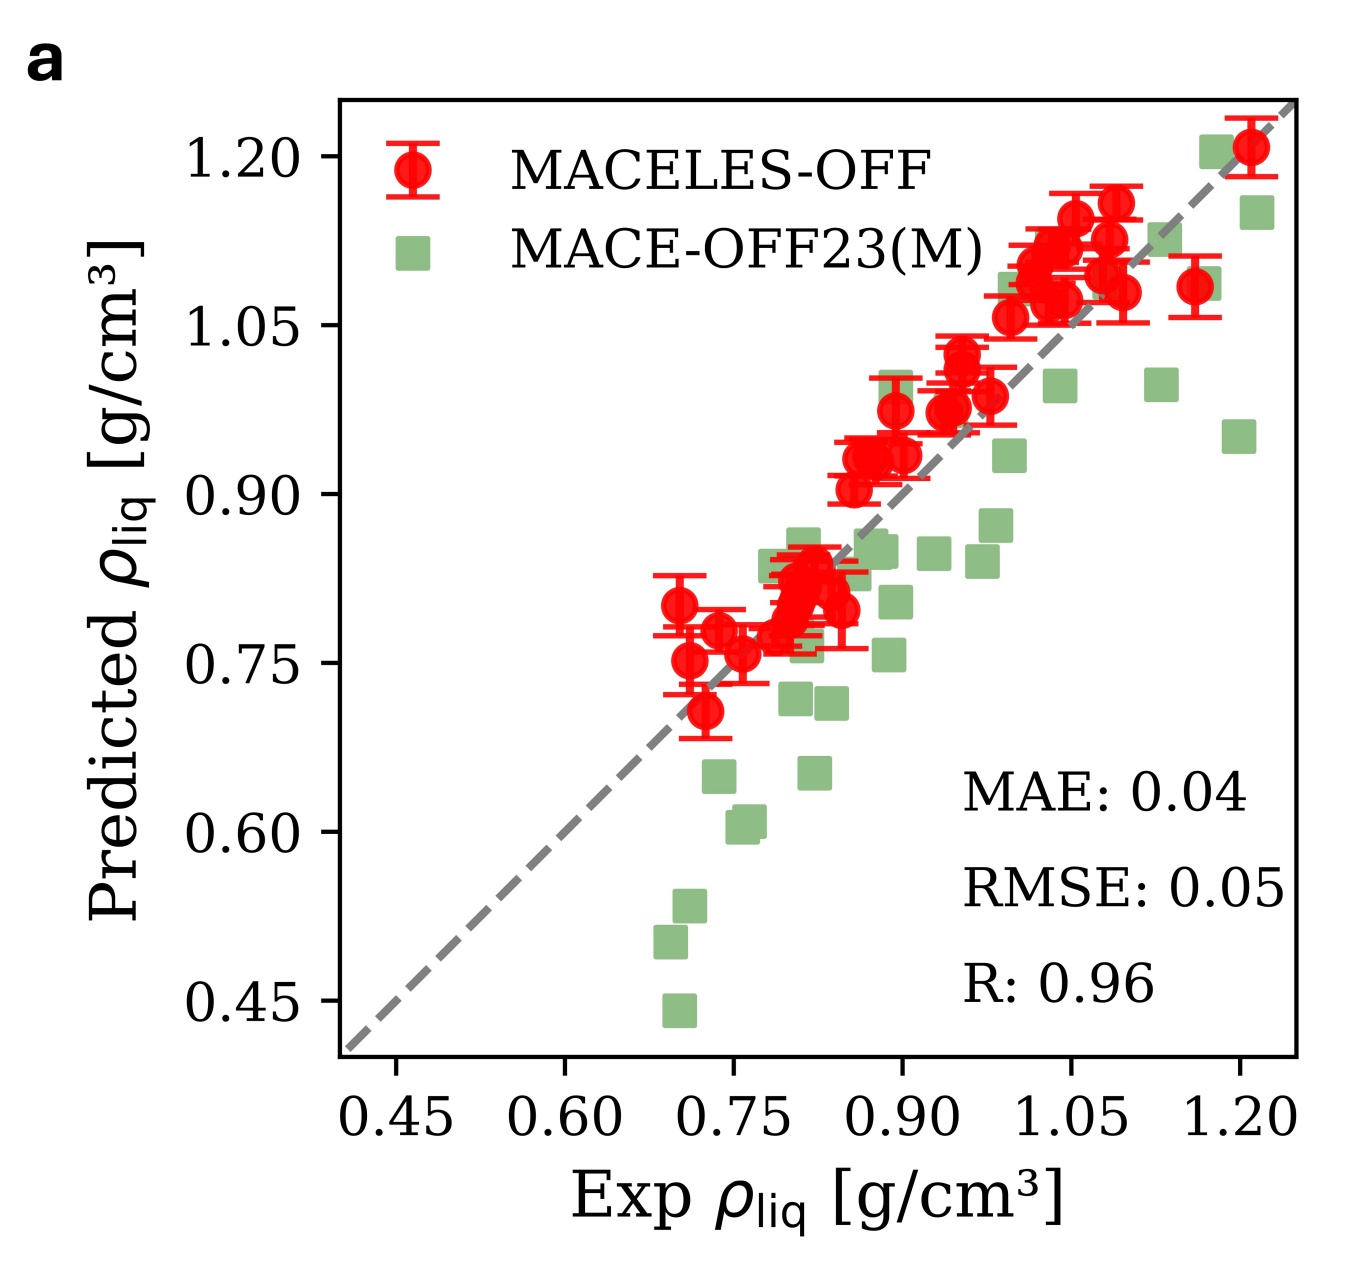 a
MACELES-OFF
MACE-OFF23(M)
1.20
1.05
0.90
0.75
0.60
0.45
Predicted ρliq [g/cm³]
MAE: 0.04
RMSE: 0.05
R: 0.96
0.45 0.60 0.75 0.90 1.05 1.20
Exp ρliq [g/cm³]